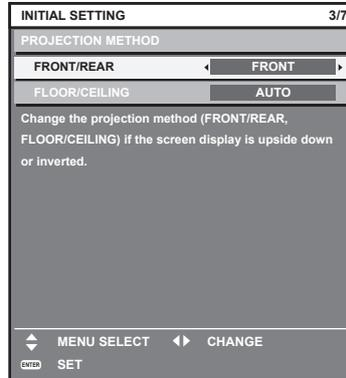 INITIAL SETTING 3/7
PROJECTION METHOD
FRONT/REAR FRONT
FLOOR/CEILING AUTO
Change the projection method (FRONT/REAR,
FLOOR/CEILING) if the screen display is upside down
or inverted.
MENU SELECT CHANGE
ENTER SET